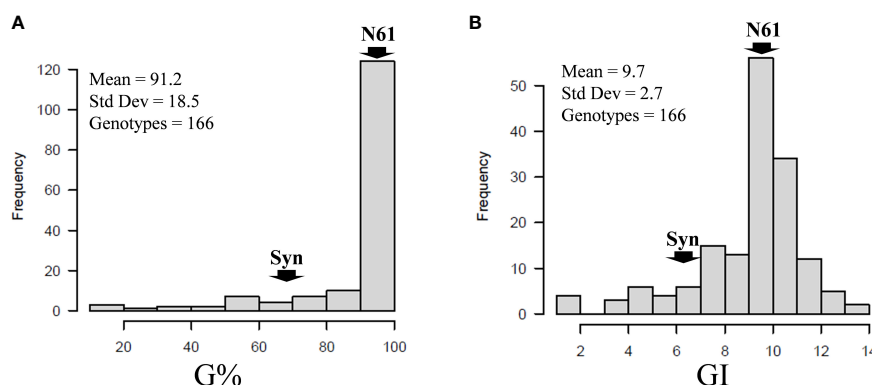 A
N61
Mean = 91.2
Std Dev = 18.5
Genotypes = 166
Syn
Frequency
0
20
40
60
80
100
120
20
40
60
80
100
G%
B
N61
Mean = 9.7
Std Dev = 2.7
Genotypes = 166
Syn
Frequency
0
10
20
30
40
50
2
4
6
8
10
12
14
GI